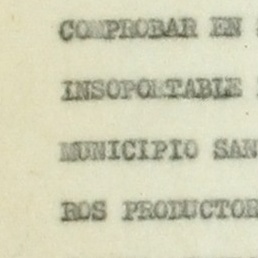 COMPROBAR EN
INSOPORTABLE
MUNICIPIO SAN
ROS PRODUCTOR